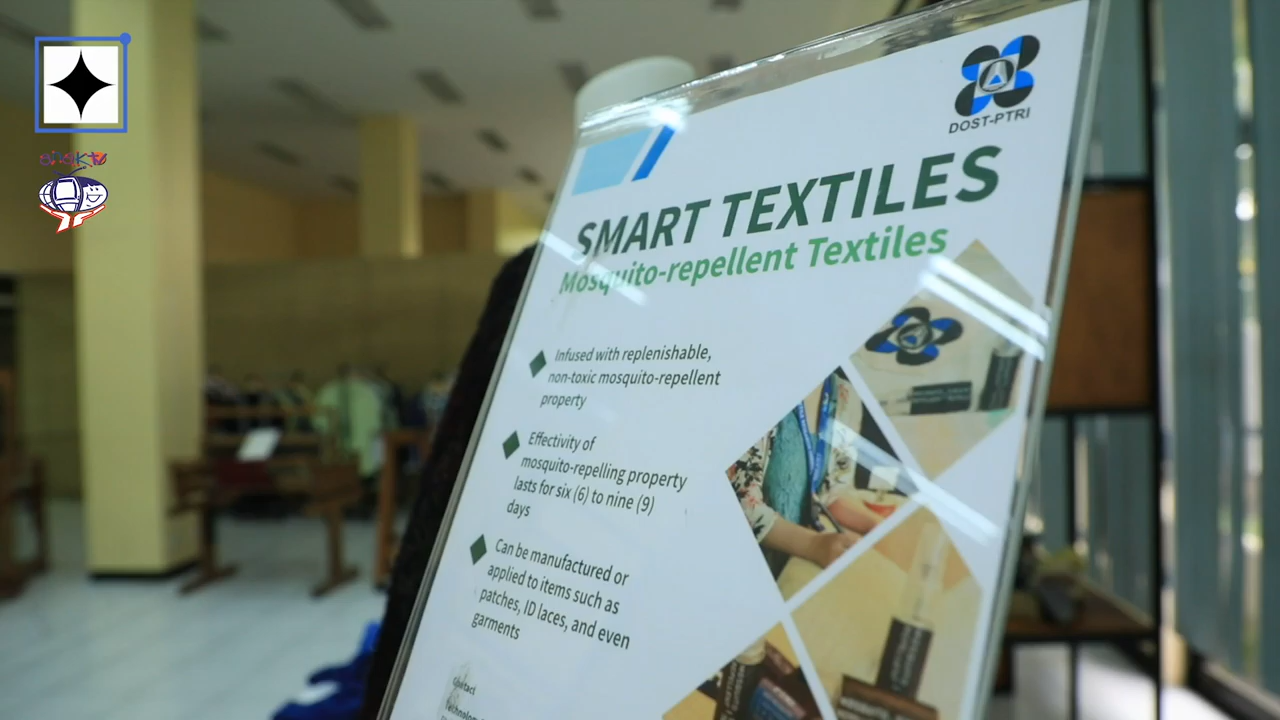 anakTV
DOST-PTRI
SMART TEXTILES
Mosquito-repellent Textiles
Infused with replenishable,
non-toxic mosquito-repellent
property
Effectivity of
mosquito-repelling property
lasts for six (6) to nine (9)
days
Can be manufactured or
applied to items such as
patches, ID laces, and even
garments
Contact